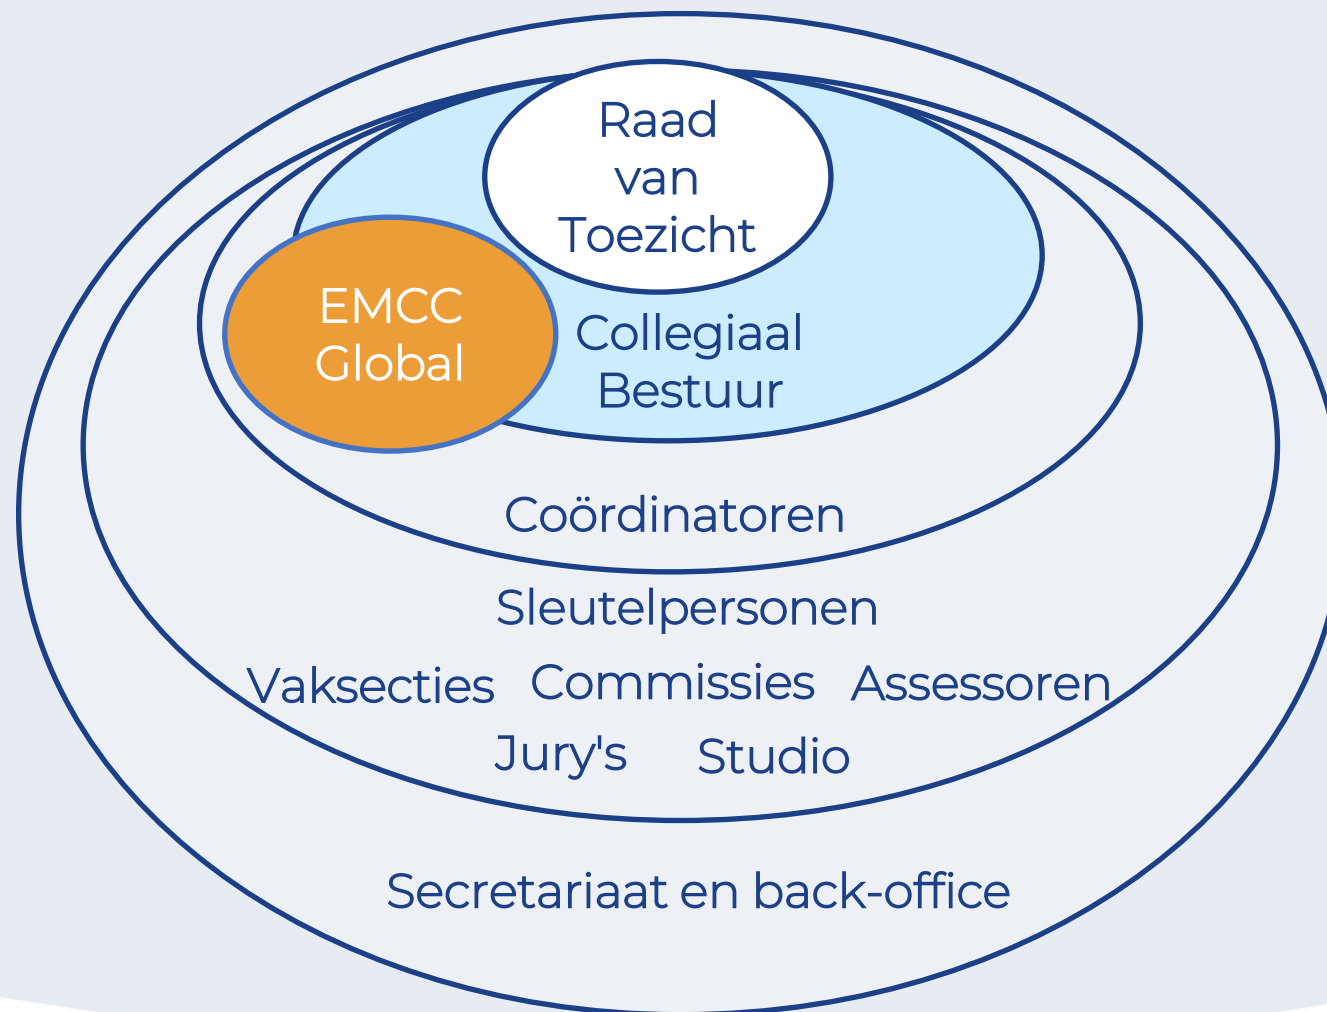 Raad
van
Toezicht
EMCC
Global
Collegiaal
Bestuur
Coördinatoren
Sleutelpersonen
Vaksecties Commissies Assessoren
Jury's Studio
Secretariaat en back-office